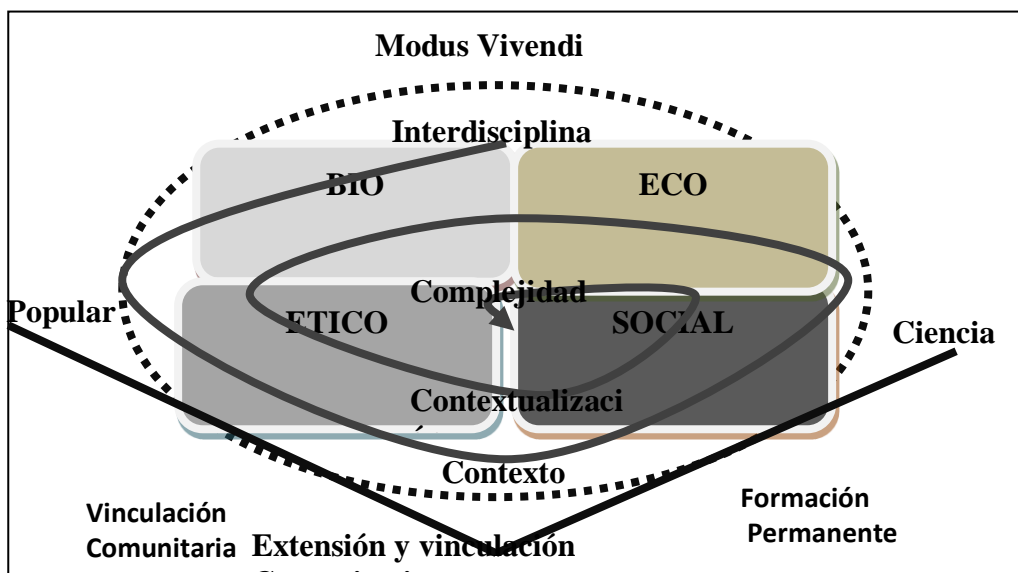 Modus Vivendi
Interdisciplina
BIO
ECO
Complejidad
Popular
ETICO
SOCIAL
Ciencia
Contextualizaci
Contexto
Formación
Permanente
Vinculación
Comunitaria
Extensión y vinculación